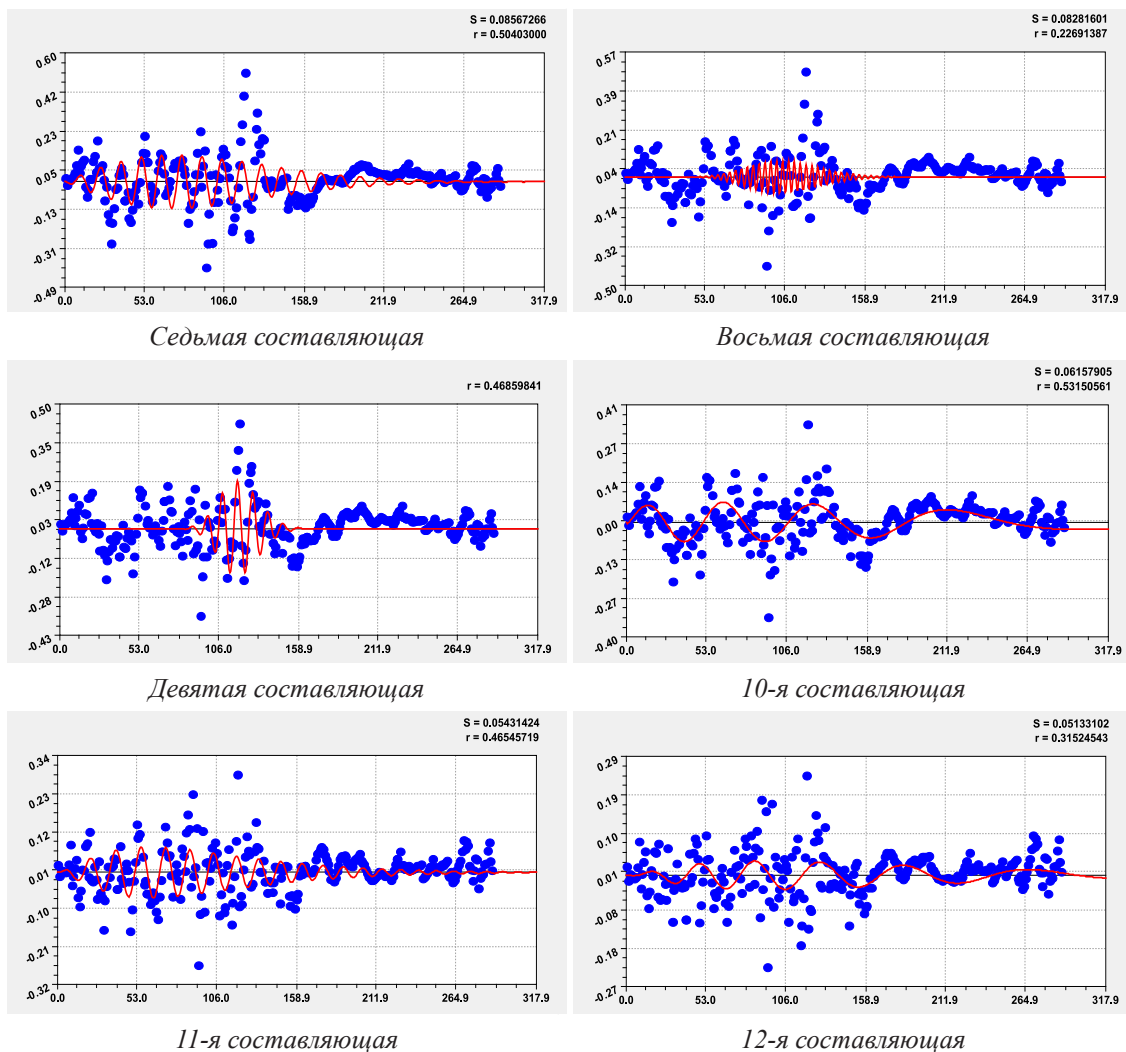 S = 0.08567266
r = 0.50403000
0.60
0.42
0.23
0.05
-0.13
-0.31
-0.49
0.0 53.0 106.0 158.9 211.9 264.9 317.9
Седьмая составляющая
S = 0.08281601
r = 0.22691387
0.57
0.39
0.21
0.04
-0.14
-0.32
-0.50
0.0 53.0 106.0 158.9 211.9 264.9 317.9
Восьмая составляющая
r = 0.46859841
0.50
0.35
0.19
0.03
-0.12
-0.28
-0.43
0.0 53.0 106.0 158.9 211.9 264.9 317.9
Девятая составляющая
S = 0.06157905
r = 0.53150561
0.41
0.27
0.14
0.00
-0.13
-0.27
-0.40
0.0 53.0 106.0 158.9 211.9 264.9 317.9
10-я составляющая
S = 0.05431424
r = 0.46545719
0.34
0.23
0.12
0.01
-0.10
-0.21
-0.32
0.0 53.0 106.0 158.9 211.9 264.9 317.9
11-я составляющая
S = 0.05133102
r = 0.31524543
0.29
0.19
0.10
0.01
-0.08
-0.18
-0.27
0.0 53.0 106.0 158.9 211.9 264.9 317.9
12-я составляющая